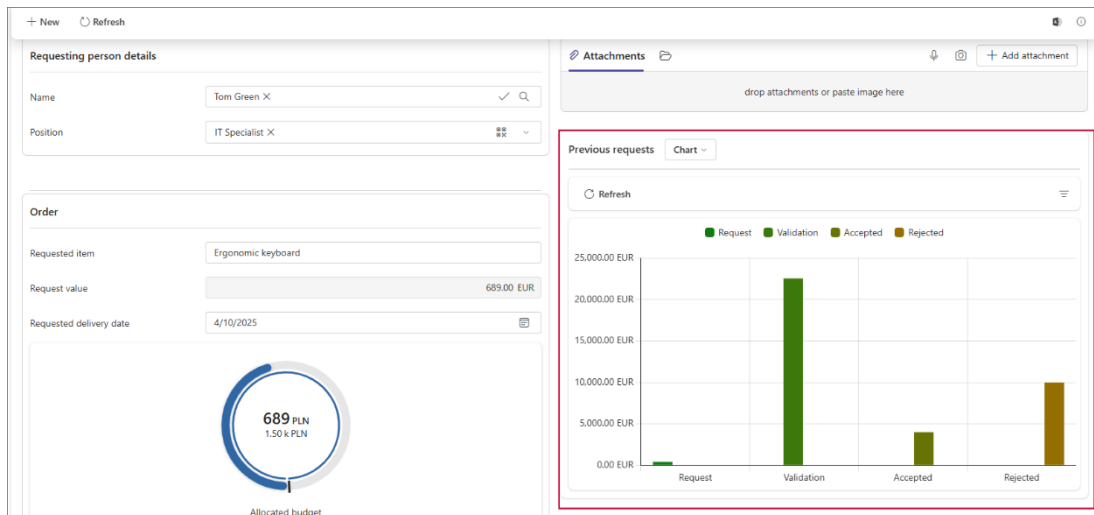 New
Refresh
Requesting person details
Name
Tom Green
Position
IT Specialist
Order
Requested item
Ergonomic keyboard
Request value
689.00 EUR
Requested delivery date
4/10/2025
689 PLN
1.50 k PLN
Allocated budget
Attachments
Add attachment
drop attachments or paste image here
Previous requests
Chart
Refresh
Request
Validation
Accepted
Rejected
25,000.00 EUR
20,000.00 EUR
15,000.00 EUR
10,000.00 EUR
5,000.00 EUR
0.00 EUR
Request
Validation
Accepted
Rejected